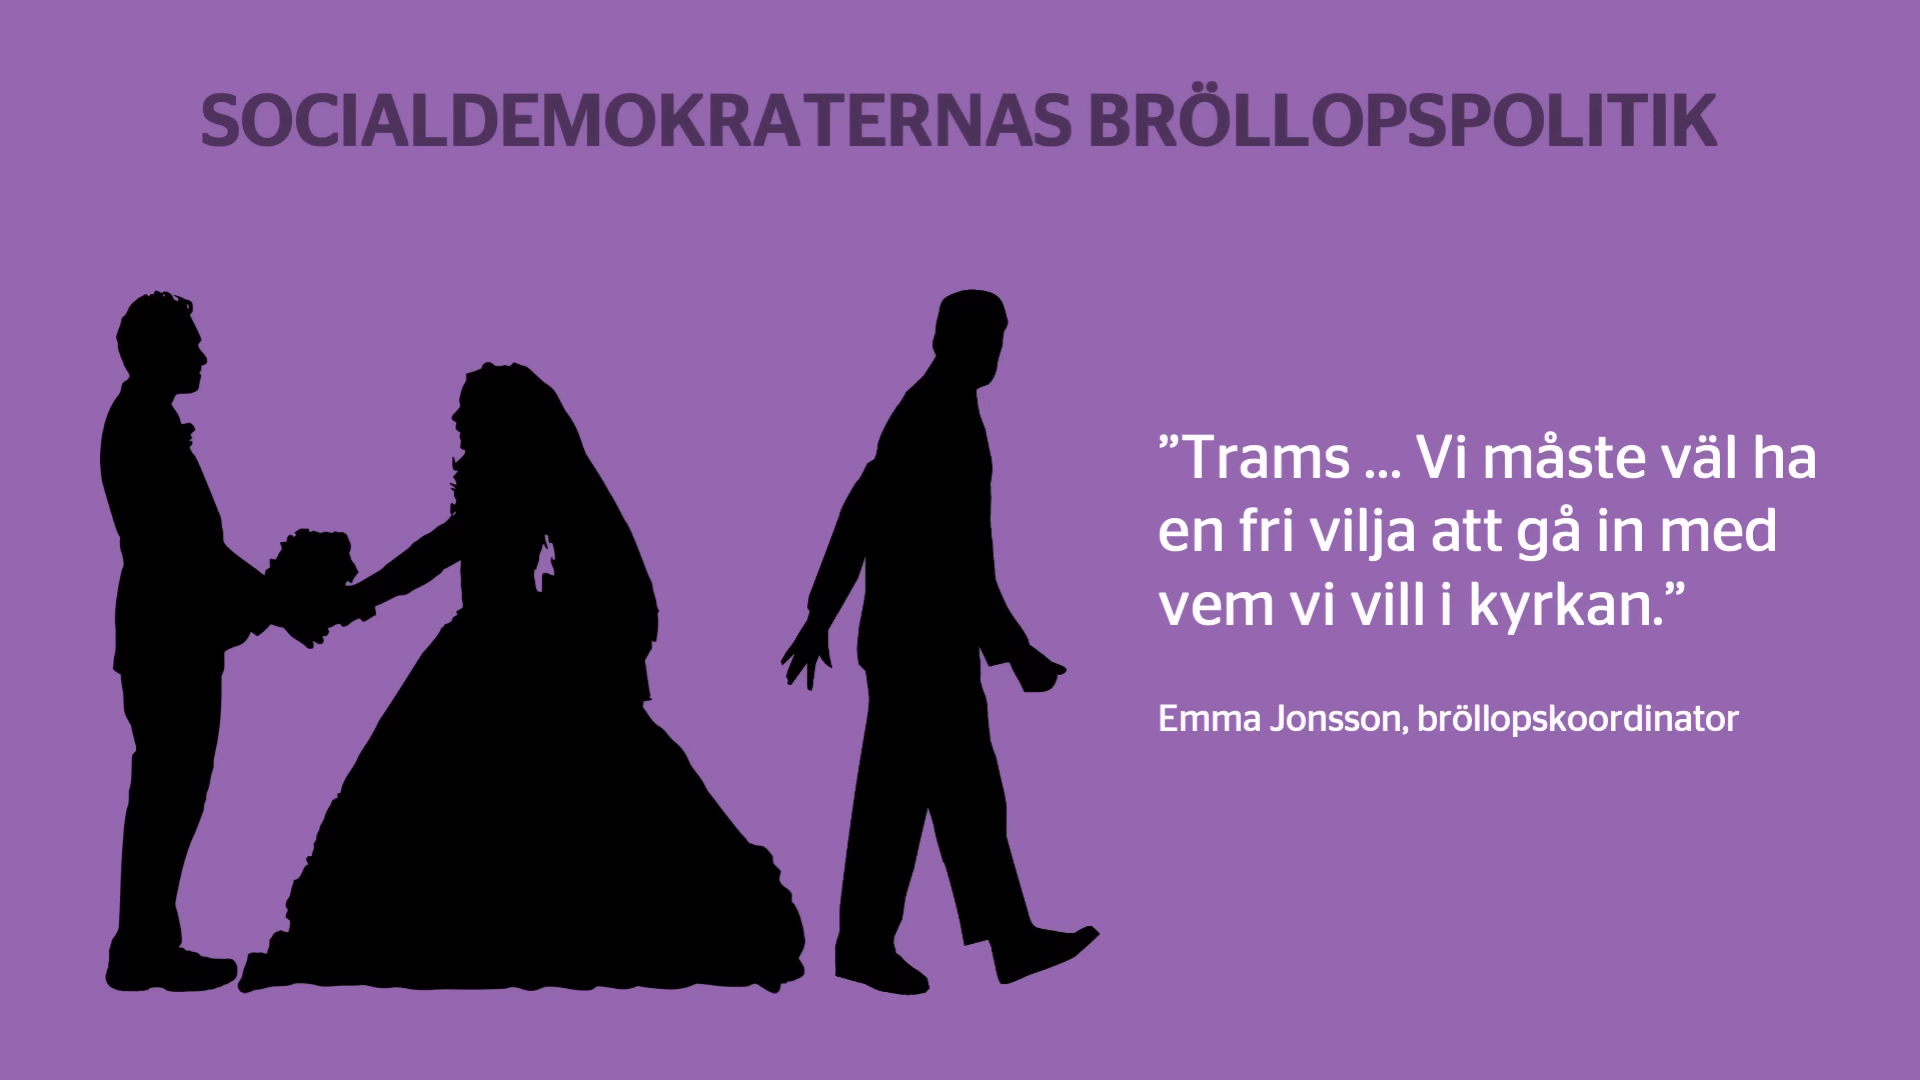 SOCIALDEMOKRATERNAS BRÖLLOPSPOLITIK
”Trams ... Vi måste väl ha
en fri vilja att gå in med
vem vi vill i kyrkan.”
Emma Jonsson, bröllopskoordinator